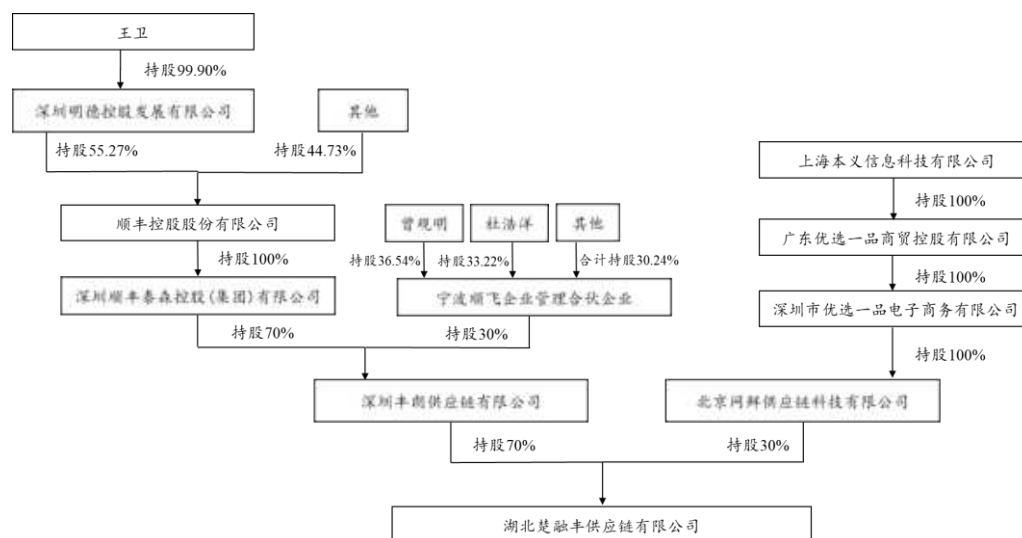 王卫
持股99.90%
深圳明德控股发展有限公司
其他
持股55.27%
持股44.73%
上海本义信息科技有限公司
持股100%
顺丰控股股份有限公司
曾规明
杜浩洋
其他
广东优选一品商贸控股有限公司
持股100%
持股36.54%
持股33.22%
合计持股30.24%
持股100%
深圳顺丰泰森控股(集团)有限公司
宁波顺飞企业管理合伙企业
深圳市优选一品电子商务有限公司
持股70%
持股30%
持股100%
深圳丰朗供应链有限公司
北京网鲜供应链科技有限公司
持股70%
持股30%
湖北楚融丰供应链有限公司